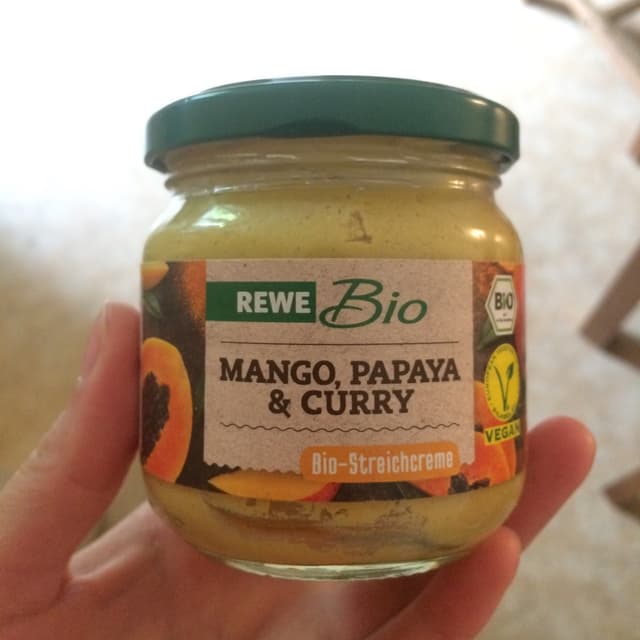 REWE Bio
BIO
MANGO, PAPAYA
& CURRY
VEGAN
Bio-Streichcreme